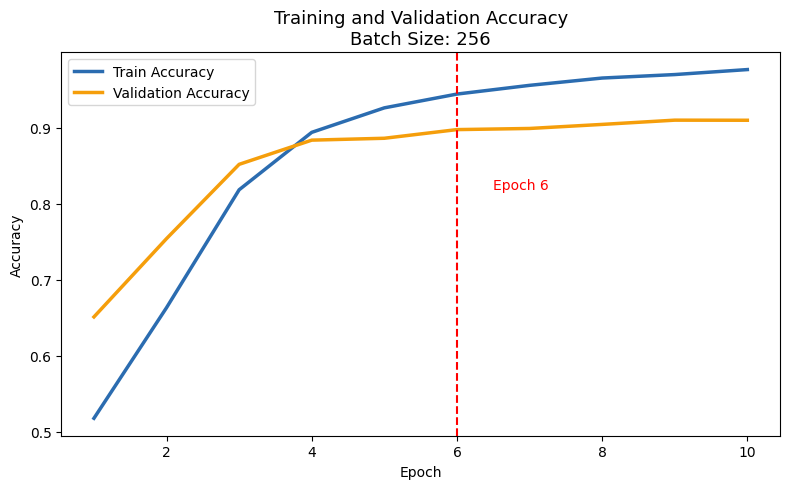 Training and Validation Accuracy
Batch Size: 256
Train Accuracy
Validation Accuracy
0.9
0.8
0.7
0.6
0.5
Accuracy
Epoch 6
2
4
6
8
10
Epoch